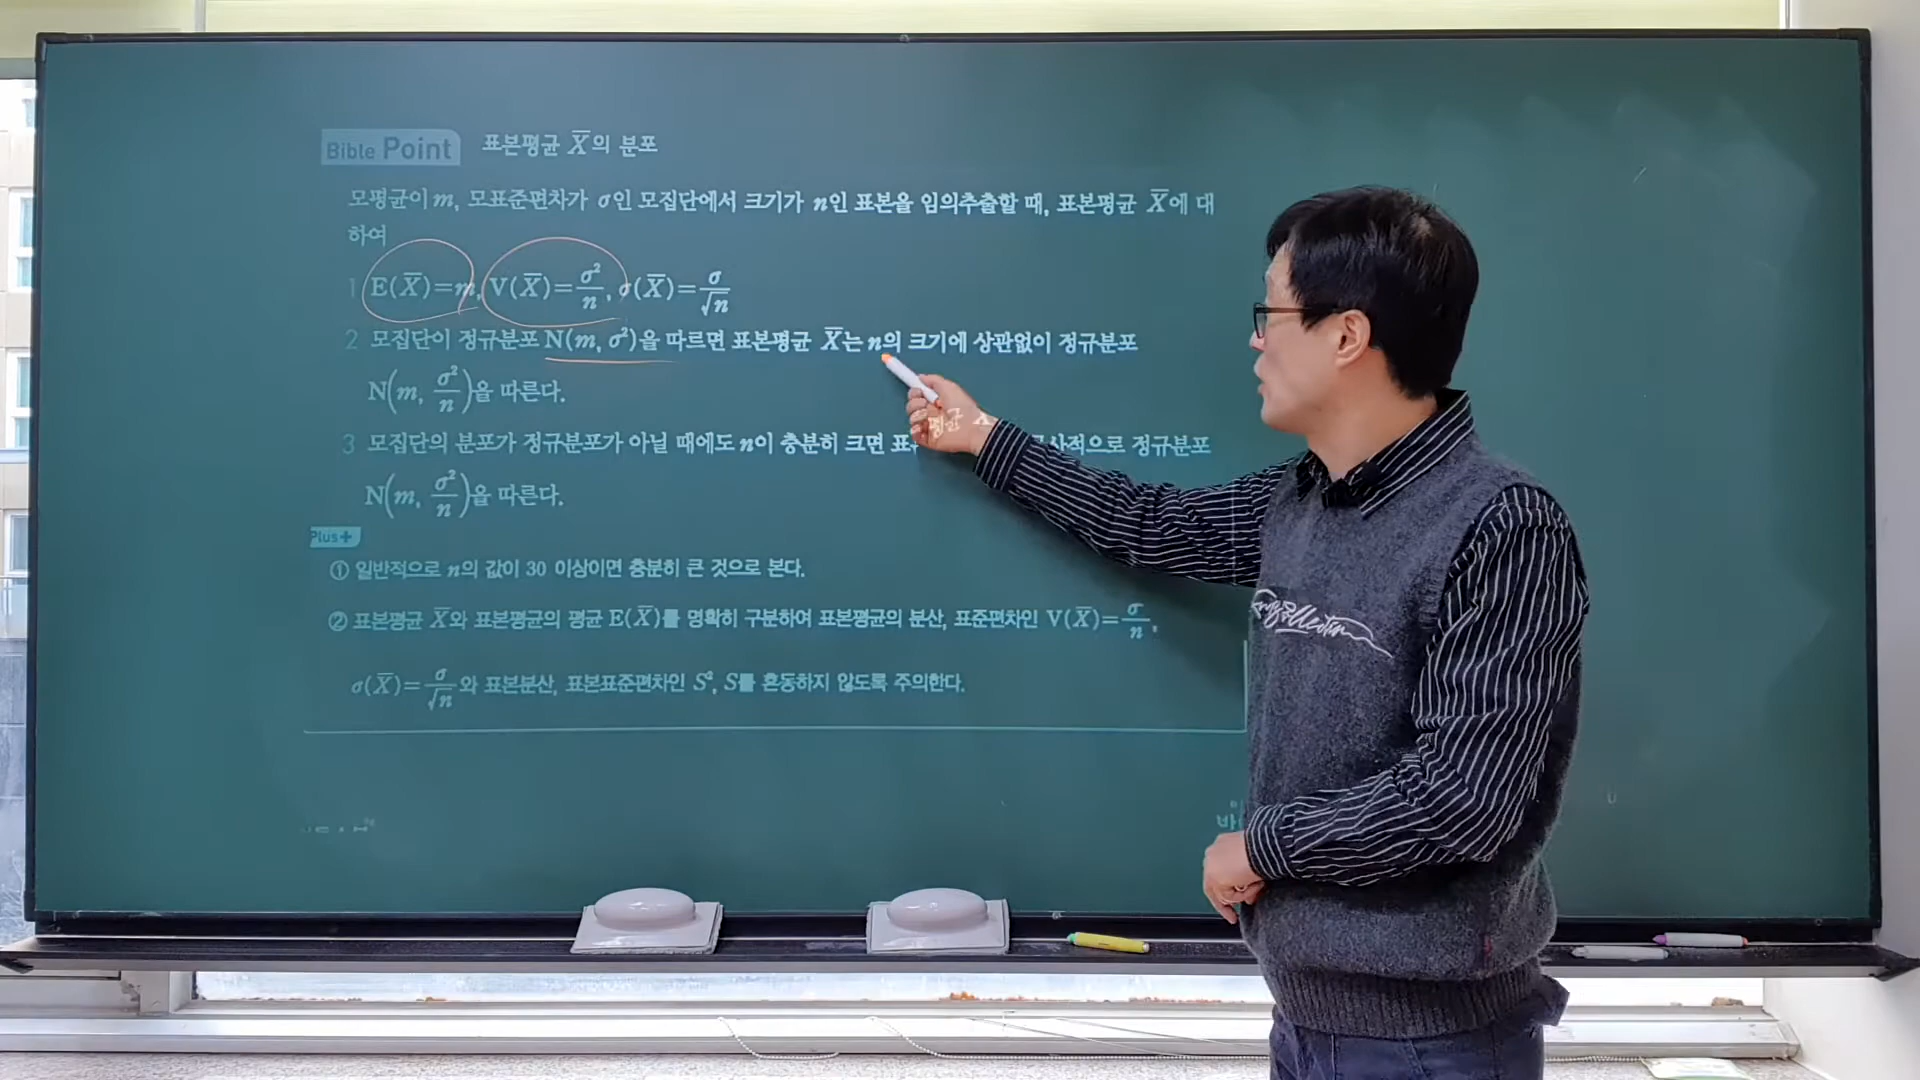 Bible Point 표본평균 X̅의 분포
모평균이 m, 모표준편차가 σ인 모집단에서 크기가 n인 표본을 임의추출할 때, 표본평균 X̅에 대
하여
1 E(X̅)=m, V(X̅)=σ²/n, σ(X̅)=σ/√n
2 모집단이 정규분포 N(m, σ²)을 따르면 표본평균 X̅는 n의 크기에 상관없이 정규분포
N(m, σ²/n)을 따른다.
3 모집단의 분포가 정규분포가 아닐 때에도 n이 충분히 크면 표본평균 정규분포
N(m, σ²/n)을 따른다.
Plus+
① 일반적으로 n의 값이 30 이상이면 충분히 큰 것으로 본다.
② 표본평균 X̅와 표본평균의 평균 E(X̅)를 명확히 구분하여 표본평균의 분산, 표준편차인 V(X̅)=σ/n,
σ(X̅)=σ/√n와 표본분산, 표본표준편차인 S², S를 혼동하지 않도록 주의한다.